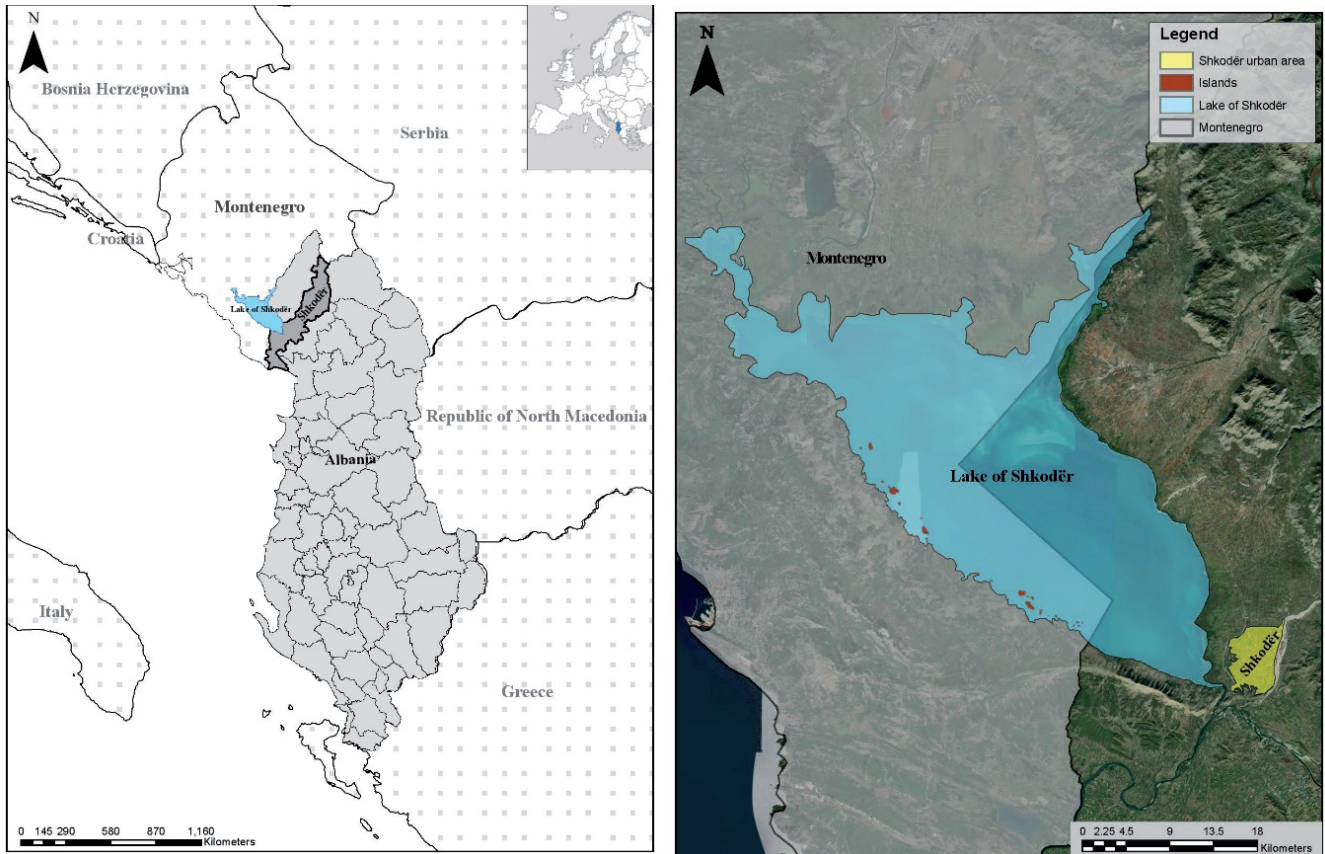 N
Bosnia Herzegovina
Serbia
Montenegro
Croatia
Lake of Shkodër
Shkodër
Republic of North Macedonia
Albania
Italy
Greece
0 145 290 580 870 1,160
Kilometers
N
Legend
Shkodër urban area
Islands
Lake of Shkodër
Montenegro
Montenegro
Lake of Shkodër
Shkodër
0 2.25 4.5 9 13.5 18
Kilometers